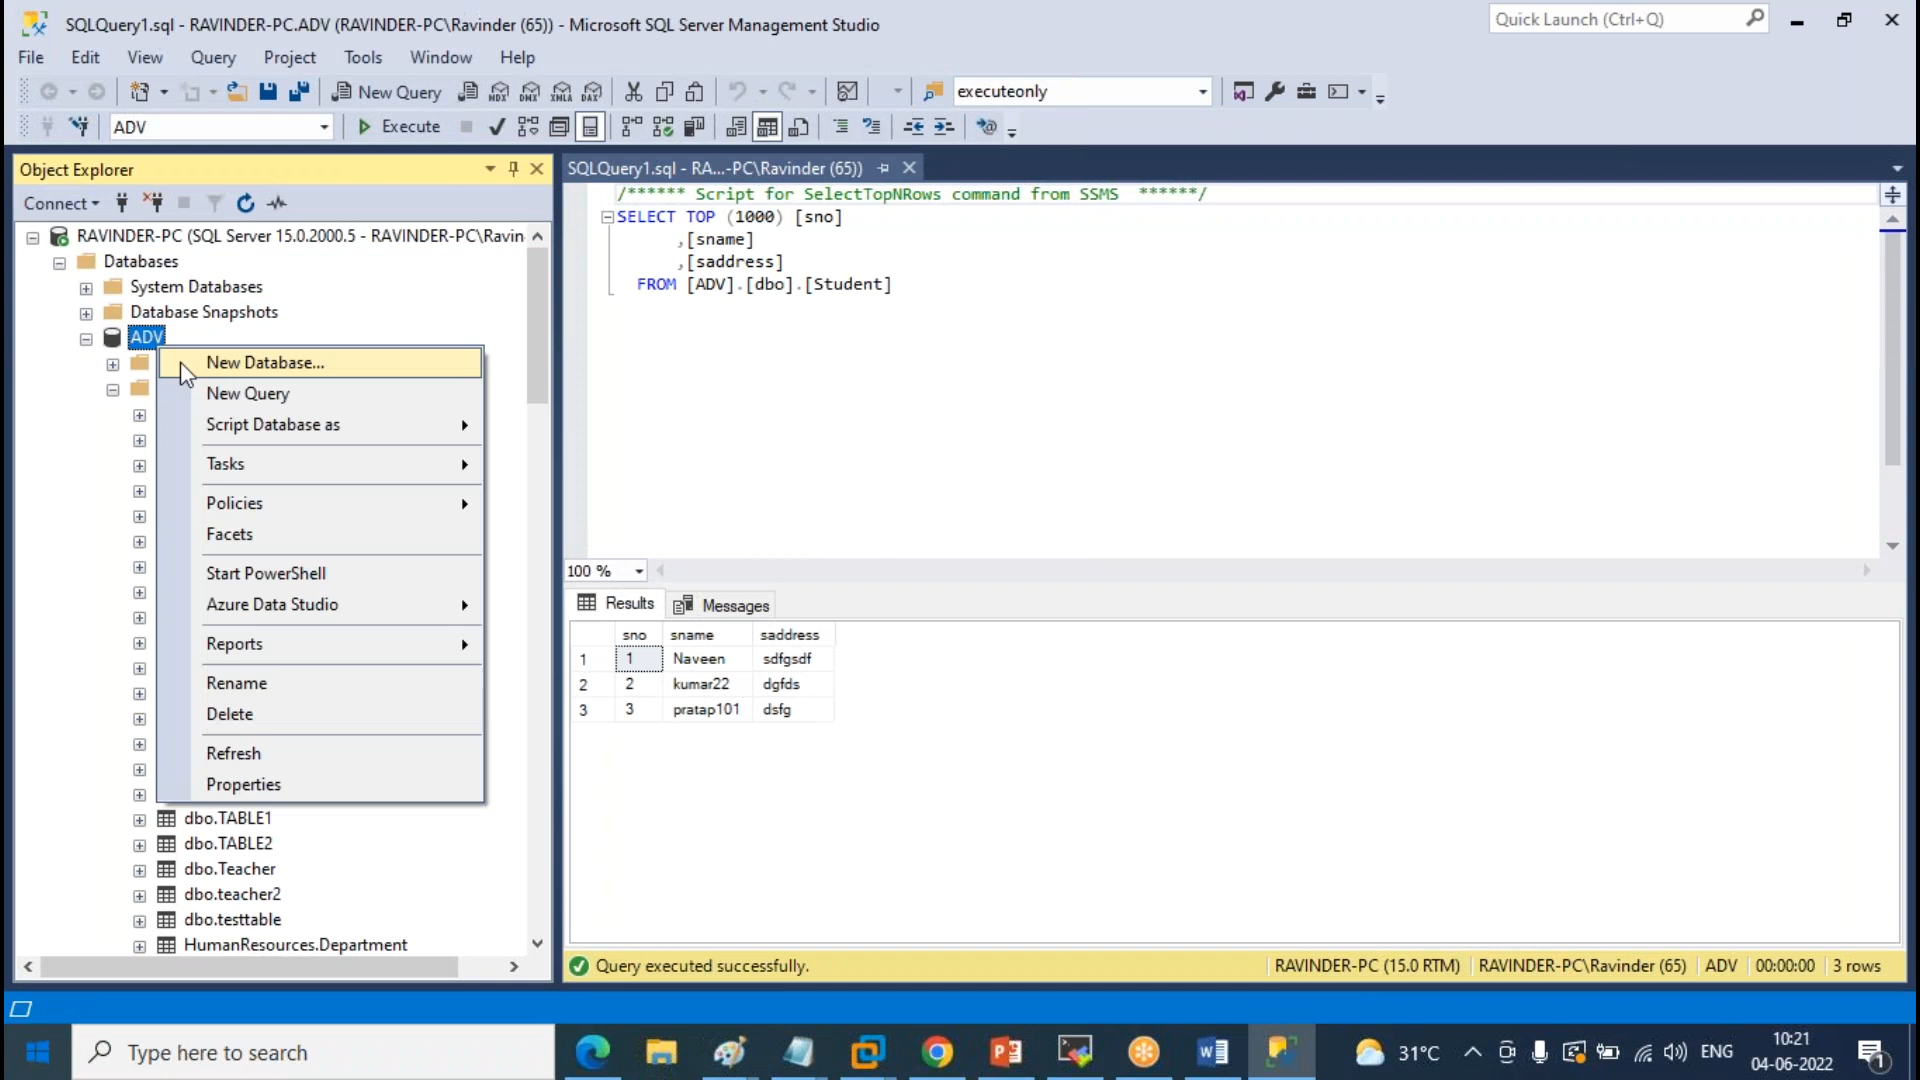 SQLQuery1.sql - RAVINDER-PC.ADV (RAVINDER-PC\Ravinder (65)) - Microsoft SQL Server Management Studio
Quick Launch (Ctrl+Q)
File Edit View Query Project Tools Window Help
New Query MDX DMX XMLA DAX executeonly
ADV Execute
Object Explorer
SQLQuery1.sql - RA...-PC\Ravinder (65))
Connect
/****** Script for SelectTopNRows command from SSMS ******/
SELECT TOP (1000) [sno]
,[sname]
,[saddress]
FROM [ADV].[dbo].[Student]
RAVINDER-PC (SQL Server 15.0.2000.5 - RAVINDER-PC\Ravin
Databases
System Databases
Database Snapshots
ADV
New Database...
New Query
Script Database as
Tasks
Policies
Facets
Start PowerShell
Azure Data Studio
Reports
Rename
Delete
Refresh
Properties
dbo.TABLE1
dbo.TABLE2
dbo.Teacher
dbo.teacher2
dbo.testtable
HumanResources.Department
100 %
Results Messages
sno sname saddress
1 1 Naveen sdfgsdf
2 2 kumar22 dgfds
3 3 pratap101 dsfg
Query executed successfully. RAVINDER-PC (15.0 RTM) RAVINDER-PC\Ravinder (65) ADV 00:00:00 3 rows
Type here to search
31°C ENG
10:21
04-06-2022
1